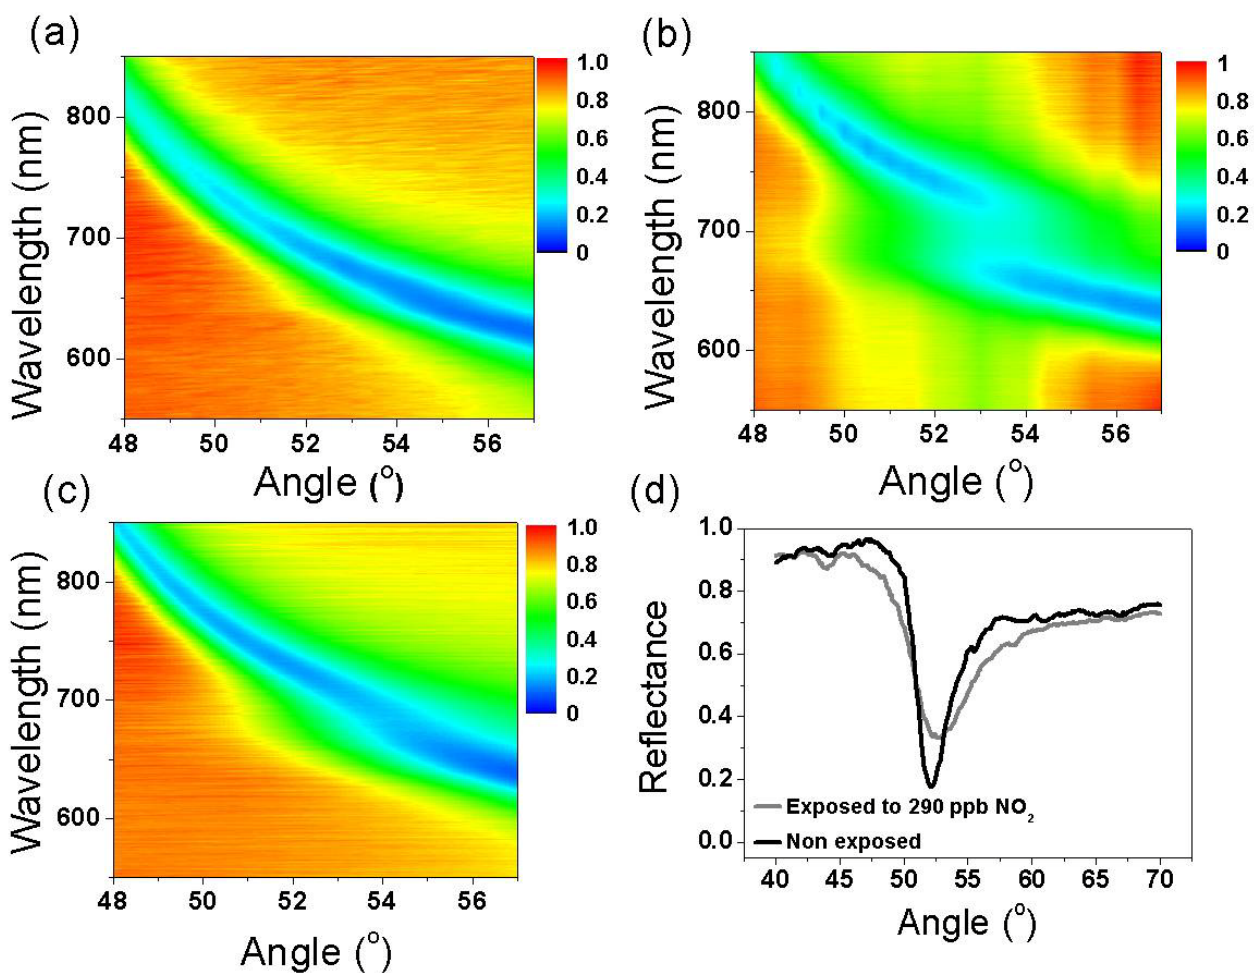 (a)
Wavelength (nm)
800
700
600
48 50 52 54 56
Angle (°)
1.0
0.8
0.6
0.4
0.2
0
(b)
Wavelength (nm)
800
700
600
48 50 52 54 56
Angle (°)
1
0.8
0.6
0.4
0.2
0
(c)
Wavelength (nm)
800
700
600
48 50 52 54 56
Angle (°)
1.0
0.8
0.6
0.4
0.2
0
(d)
Reflectance
1.0
0.8
0.6
0.4
0.2
0.0
Exposed to 290 ppb NO₂
Non exposed
40 45 50 55 60 65 70
Angle (°)